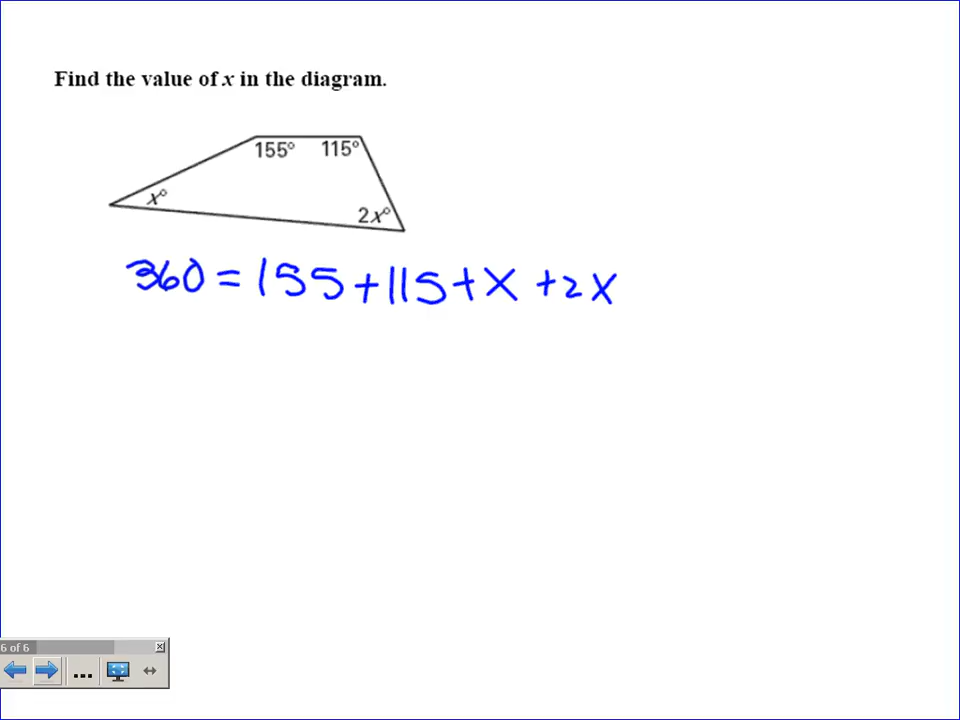 Find the value of x in the diagram.
155° 115°
x°
2x°
360 = 155 + 115 + x + 2x
6 of 6
...